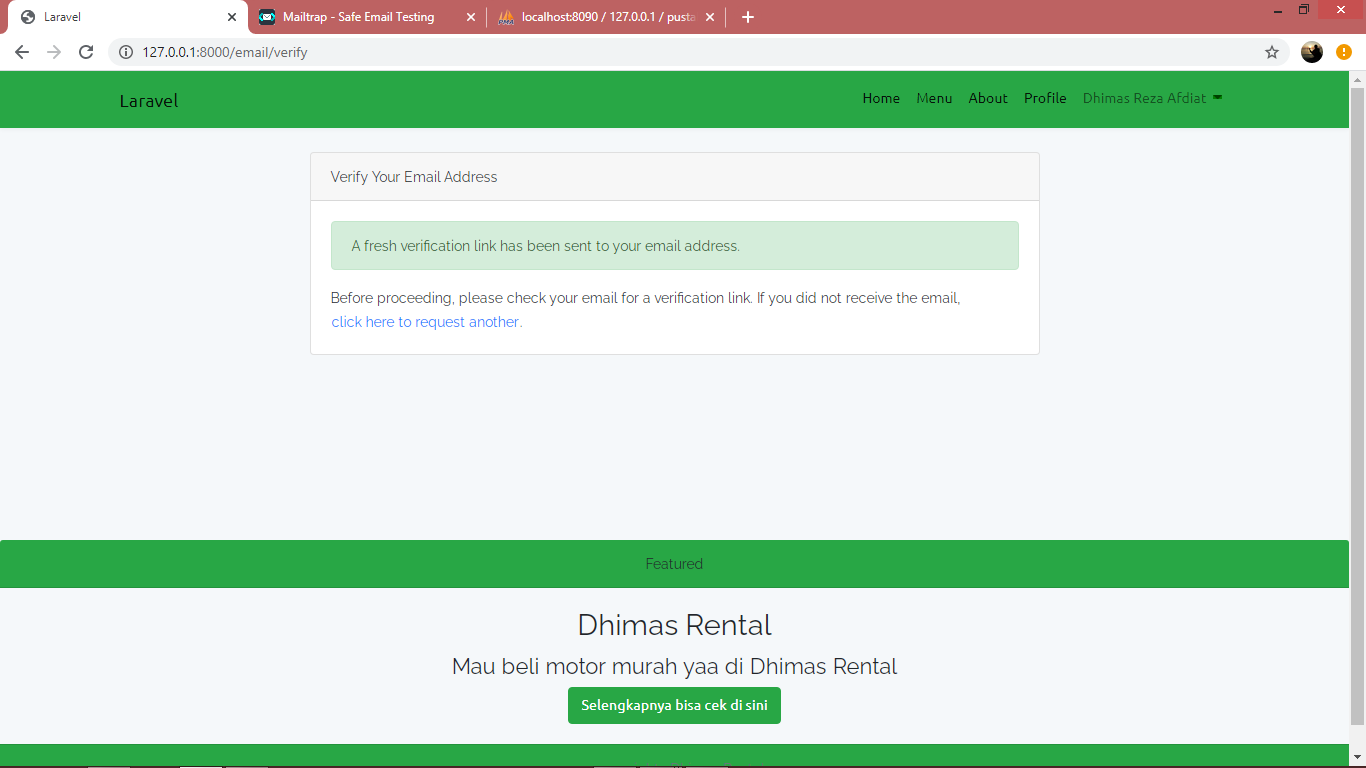 Laravel
Mailtrap - Safe Email Testing
localhost:8090 / 127.0.0.1 / pusta
127.0.0.1:8000/email/verify
Laravel
Home Menu About Profile Dhimas Reza Afdiat
Verify Your Email Address
A fresh verification link has been sent to your email address.
Before proceeding, please check your email for a verification link. If you did not receive the email,
click here to request another.
Featured
Dhimas Rental
Mau beli motor murah yaa di Dhimas Rental
Selengkapnya bisa cek di sini